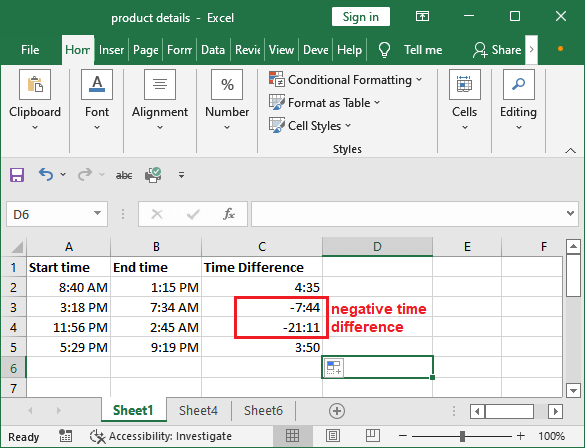 product details - Excel
Sign in
File Hom Inser Page Form Data Revie View Deve Help Tell me Share
Clipboard Font Alignment Number
Conditional Formatting
Format as Table
Cell Styles
Styles
Cells Editing
abc
D6 fx
A B C D E F
1 Start time End time Time Difference
2 8:40 AM 1:15 PM 4:35
3 3:18 PM 7:34 AM -7:44 negative time
4 11:56 PM 2:45 AM -21:11 difference
5 5:29 PM 9:19 PM 3:50
6
7
Sheet1 Sheet4 Sheet6
Ready Accessibility: Investigate 100%